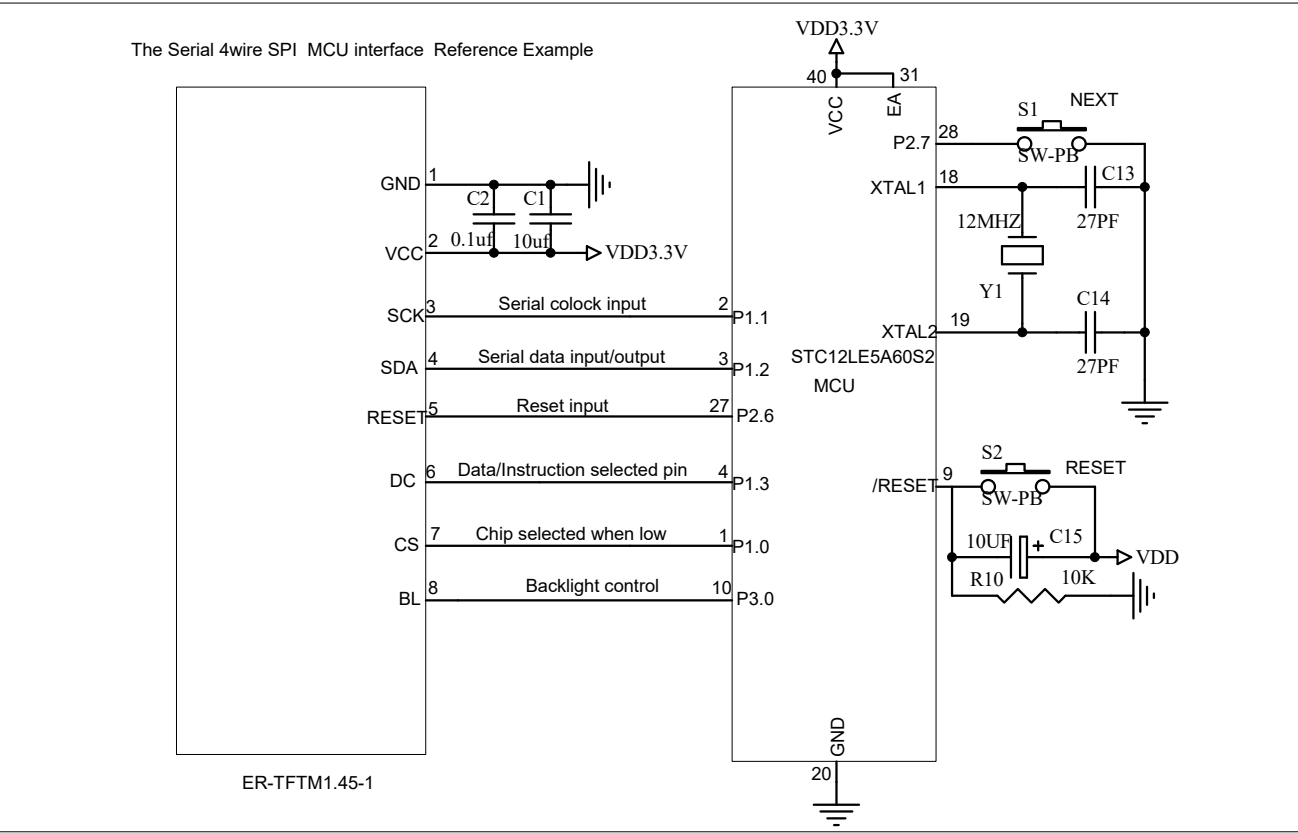 The Serial 4wire SPI  MCU interface  Reference Example
VDD3.3V
40
31
VCC
EA
S1
NEXT
P2.7
28
SW-PB
GND
1
XTAL1
18
C13
C2
C1
12MHZ
27PF
0.1uf
10uf
VCC
2
VDD3.3V
Y1
C14
SCK
3
Serial colock input
2
P1.1
XTAL2
19
SDA
4
Serial data input/output
3
P1.2
STC12LE5A60S2
MCU
27PF
RESET
5
Reset input
27
P2.6
DC
6
Data/Instruction selected pin
4
P1.3
/RESET
9
S2
RESET
SW-PB
CS
7
Chip selected when low
1
P1.0
10UF
+
C15
VDD
BL
8
Backlight control
10
P3.0
R10
10K
GND
20
ER-TFTM1.45-1